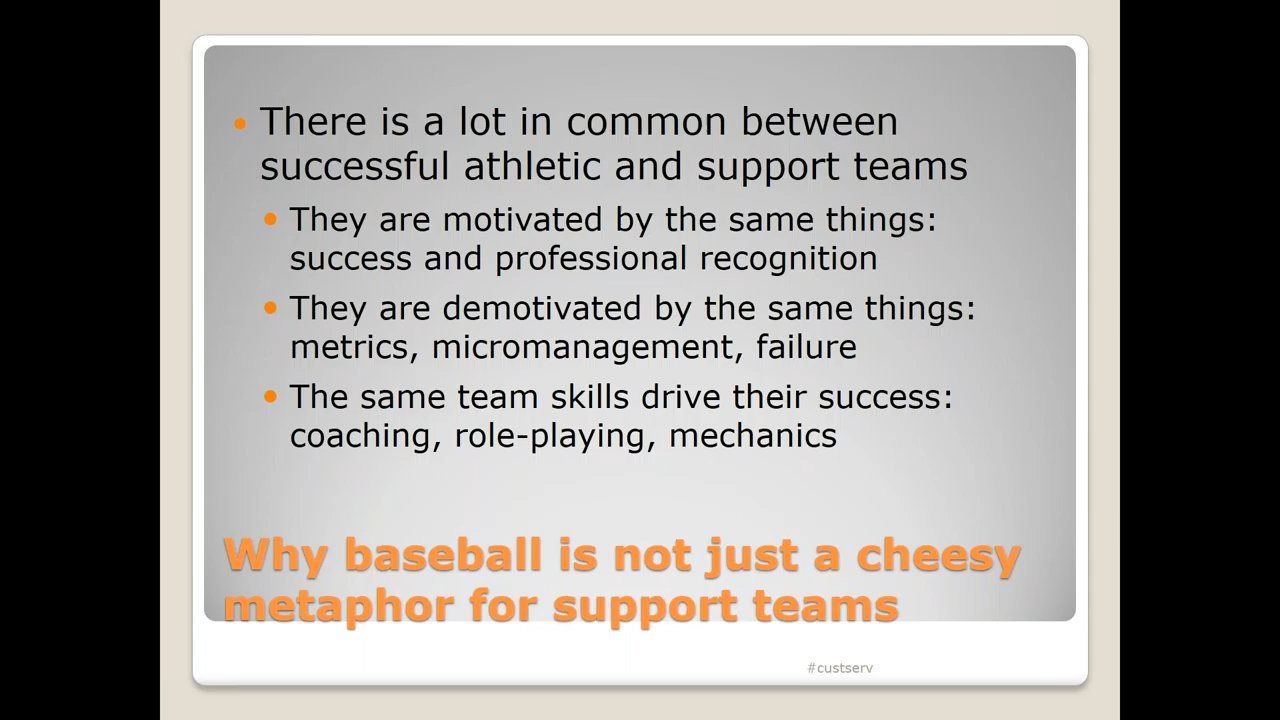 There is a lot in common between
successful athletic and support teams
They are motivated by the same things:
success and professional recognition
They are demotivated by the same things:
metrics, micromanagement, failure
The same team skills drive their success:
coaching, role-playing, mechanics
Why baseball is not just a cheesy
metaphor for support teams
#custserv